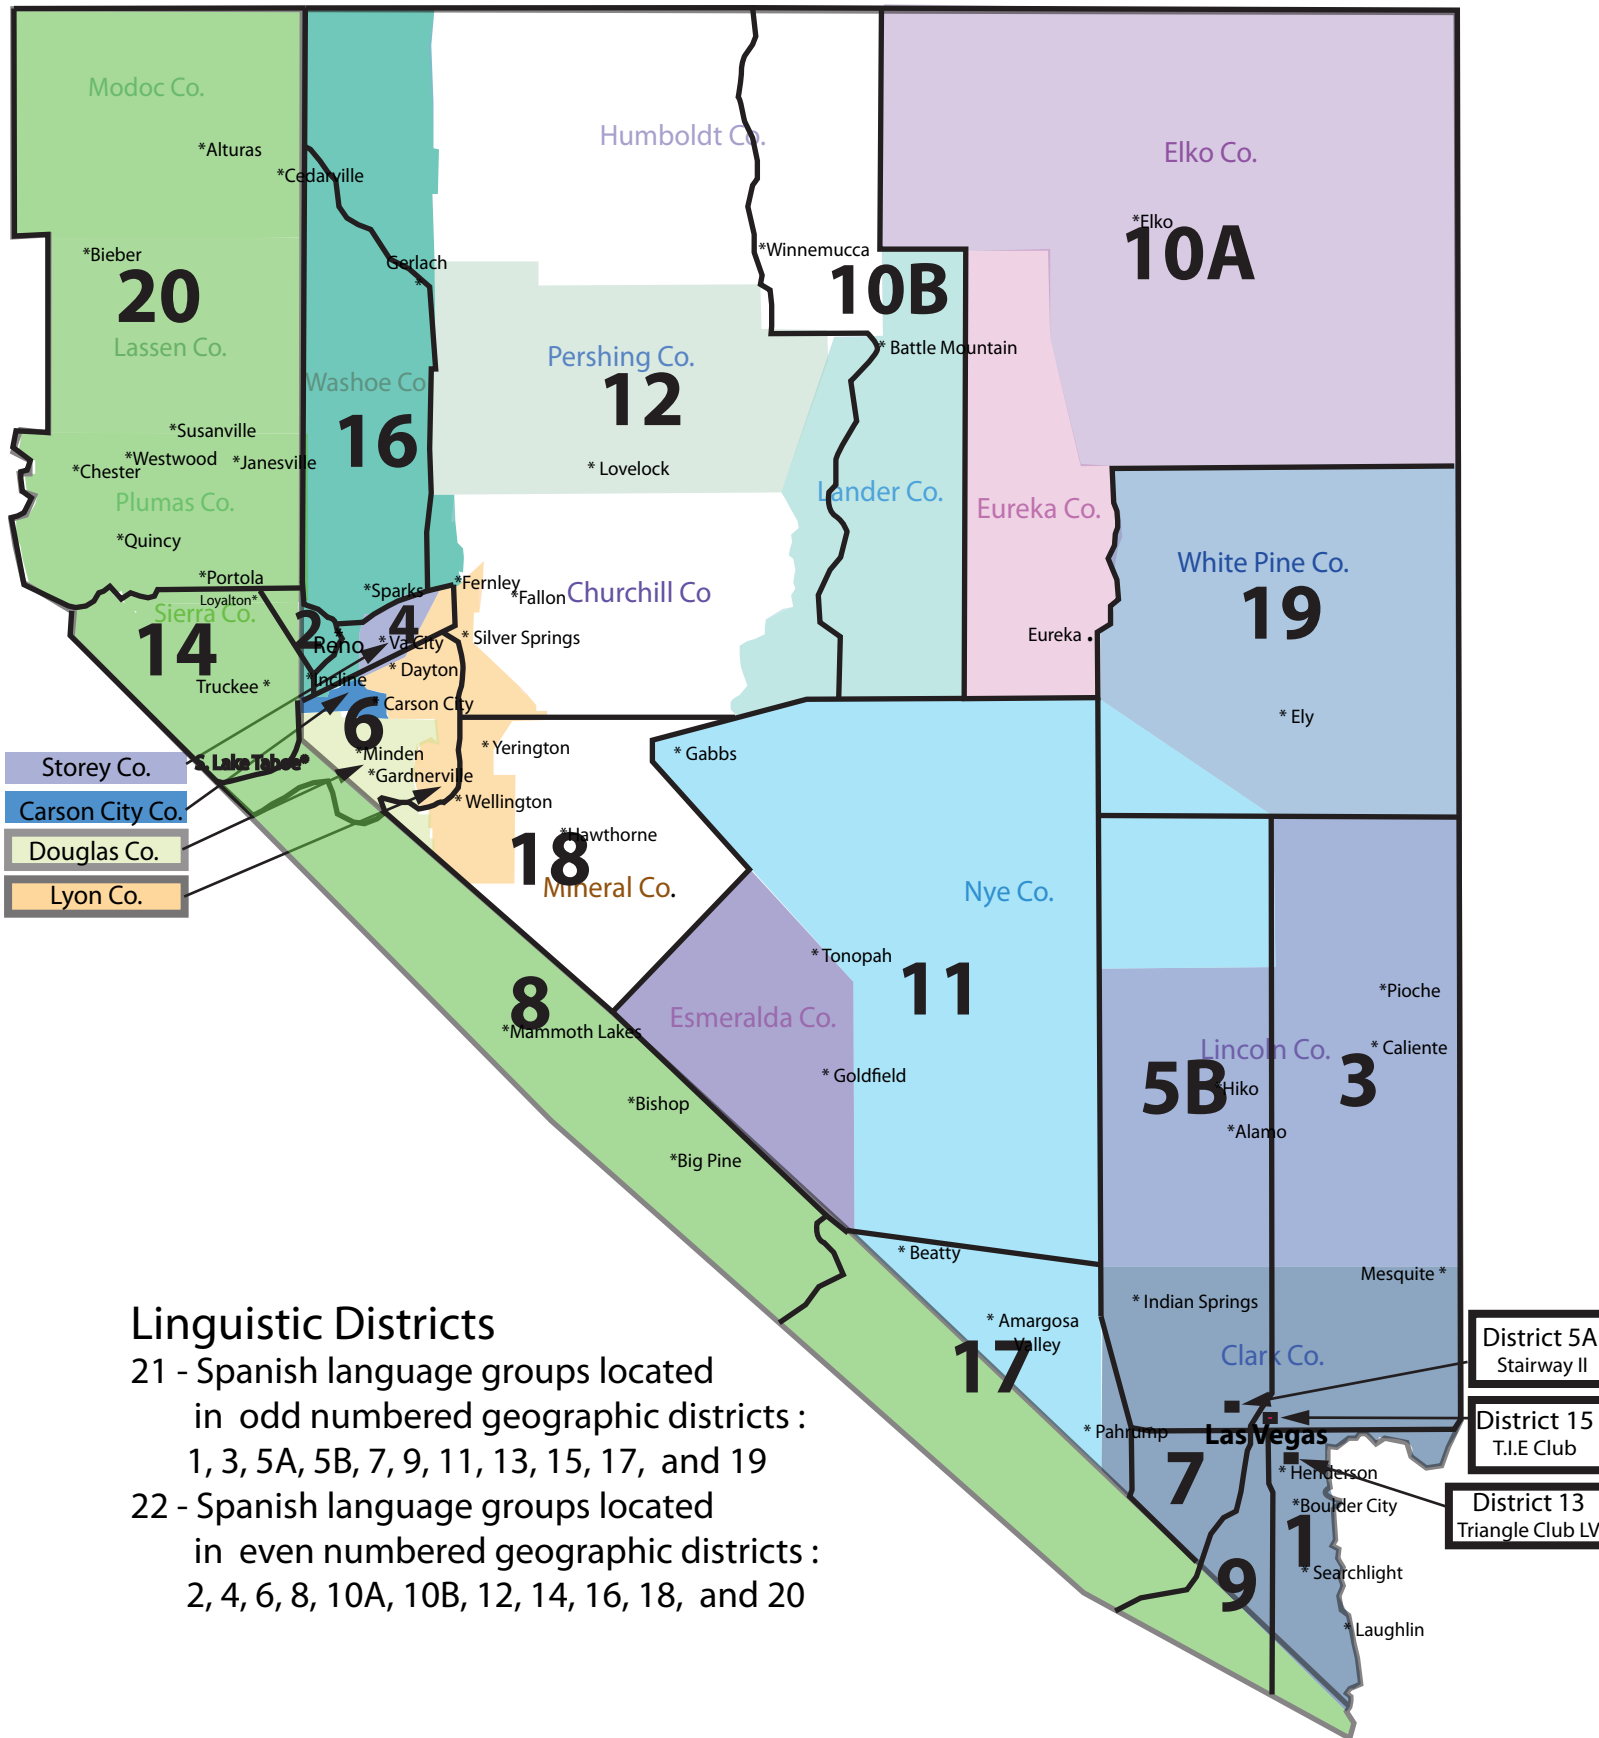 Modoc Co.
Humboldt Co.
Elko Co.
*Alturas
*Cedarville
*Elko
10A
*Bieber
Gerlach
*
*Winnemucca
10B
20
Lassen Co.
Washoe Co
Pershing Co.
* Battle Mountain
12
16
*Susanville
*Westwood
*Janesville
*Chester
* Lovelock
Plumas Co.
Lander Co.
Eureka Co.
*Quincy
White Pine Co.
*Portola
*Sparks
*Fernley
*Fallon
Churchill Co
19
Loyalton*
Sierra Co.
2
*
Reno
4
* Va City
* Silver Springs
Eureka .
14
Truckee *
*Incline
* Dayton
* Carson City
6
* Ely
S. Lake Tahoe*
*Minden
*Gardnerville
* Yerington
* Gabbs
Storey Co.
Carson City Co.
Douglas Co.
Lyon Co.
* Wellington
*Hawthorne
18
Mineral Co.
Nye Co.
* Tonopah
11
8
*Mammoth Lakes
Esmeralda Co.
*Pioche
Lincoln Co.
* Caliente
* Goldfield
5B
*Hiko
3
*Bishop
*Alamo
*Big Pine
* Beatty
Mesquite *
* Indian Springs
* Amargosa
Valley
17
Clark Co.
District 5A
Stairway II
* Pahrump
Las Vegas
District 15
T.I.E Club
7
* Henderson
*Boulder City
District 13
Triangle Club LV
1
9
* Searchlight
* Laughlin
Linguistic Districts
21 - Spanish language groups located
in odd numbered geographic districts :
1, 3, 5A, 5B, 7, 9, 11, 13, 15, 17, and 19
22 - Spanish language groups located
in even numbered geographic districts :
2, 4, 6, 8, 10A, 10B, 12, 14, 16, 18, and 20